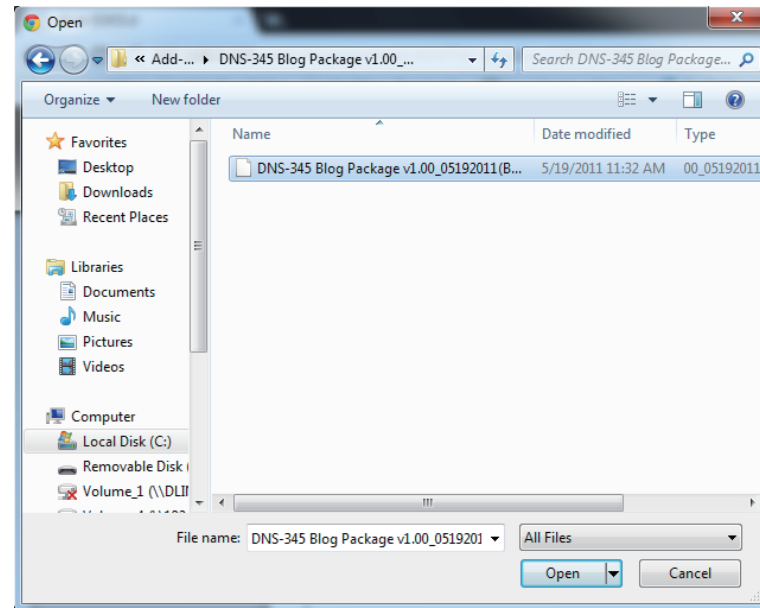 Open
« Add-... ▸ DNS-345 Blog Package v1.00_... Search DNS-345 Blog Package...
Organize New folder
Name Date modified Type
DNS-345 Blog Package v1.00_05192011(B... 5/19/2011 11:32 AM 00_05192011
Favorites
Desktop
Downloads
Recent Places
Libraries
Documents
Music
Pictures
Videos
Computer
Local Disk (C:)
Removable Disk (
Volume_1 (\\DLI
File name: DNS-345 Blog Package v1.00_0519201 All Files
Open Cancel